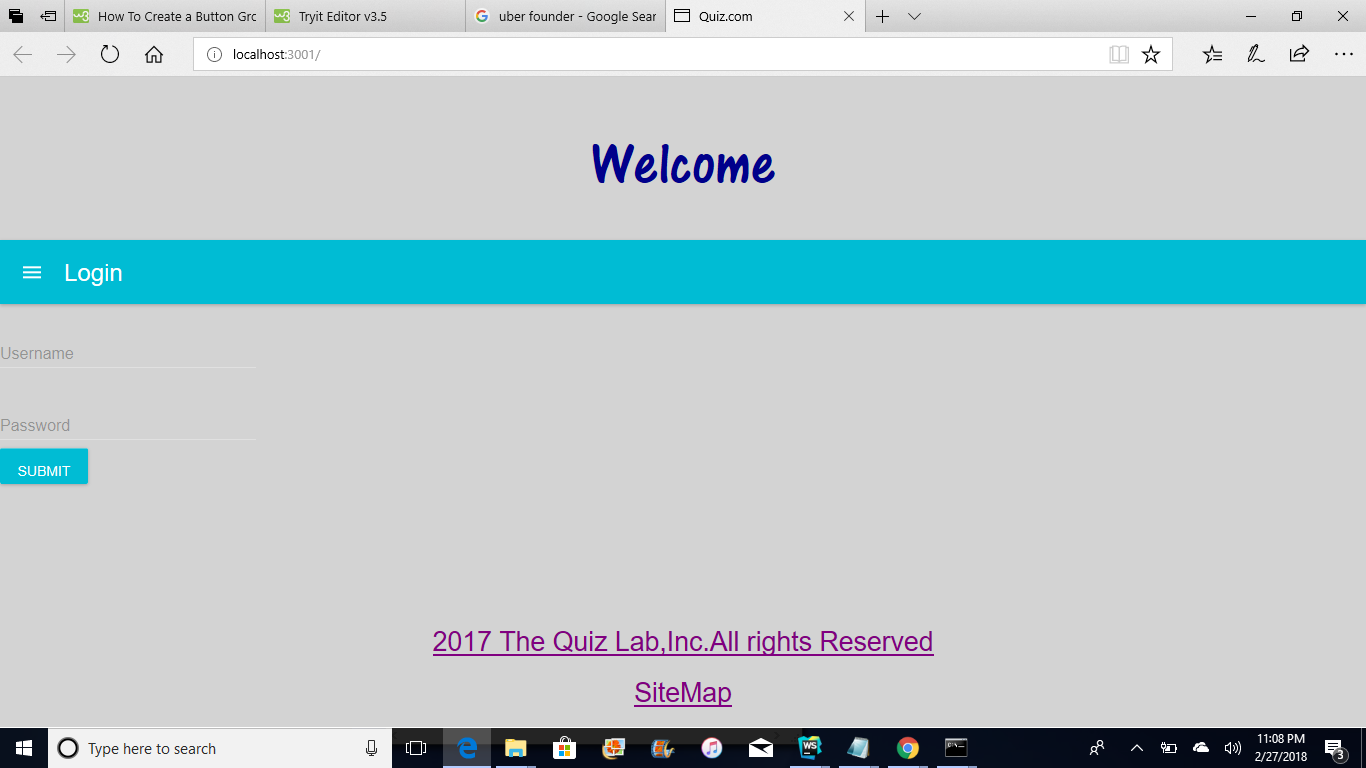 How To Create a Button Gro
Tryit Editor v3.5
uber founder - Google Sear
Quiz.com
localhost:3001/
Welcome
Login
Username
Password
SUBMIT
2017 The Quiz Lab,Inc.All rights Reserved
SiteMap
Type here to search
WS
11:08 PM
2/27/2018
3